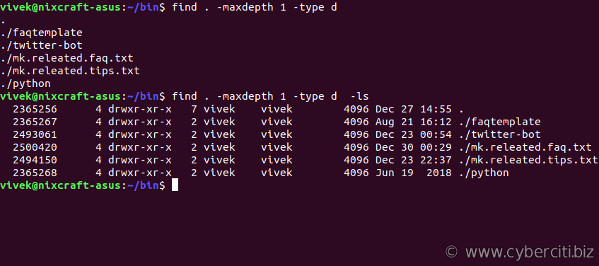 vivek@nixcraft-asus:~/bin$ find . -maxdepth 1 -type d
.
./faqtemplate
./twitter-bot
./mk.releated.faq.txt
./mk.releated.tips.txt
./python
vivek@nixcraft-asus:~/bin$ find . -maxdepth 1 -type d  -ls
2365256      4 drwxr-xr-x   7 vivek    vivek        4096 Dec 27 14:55 .
2365267      4 drwxr-xr-x   2 vivek    vivek        4096 Aug 21 16:12 ./faqtemplate
2493061      4 drwxr-xr-x   2 vivek    vivek        4096 Dec 23 00:54 ./twitter-bot
2500420      4 drwxr-xr-x   2 vivek    vivek        4096 Dec 30 00:29 ./mk.releated.faq.txt
2494150      4 drwxr-xr-x   2 vivek    vivek        4096 Dec 23 22:37 ./mk.releated.tips.txt
2365268      4 drwxr-xr-x   2 vivek    vivek        4096 Jun 19  2018 ./python
vivek@nixcraft-asus:~/bin$
© www.cyberciti.biz